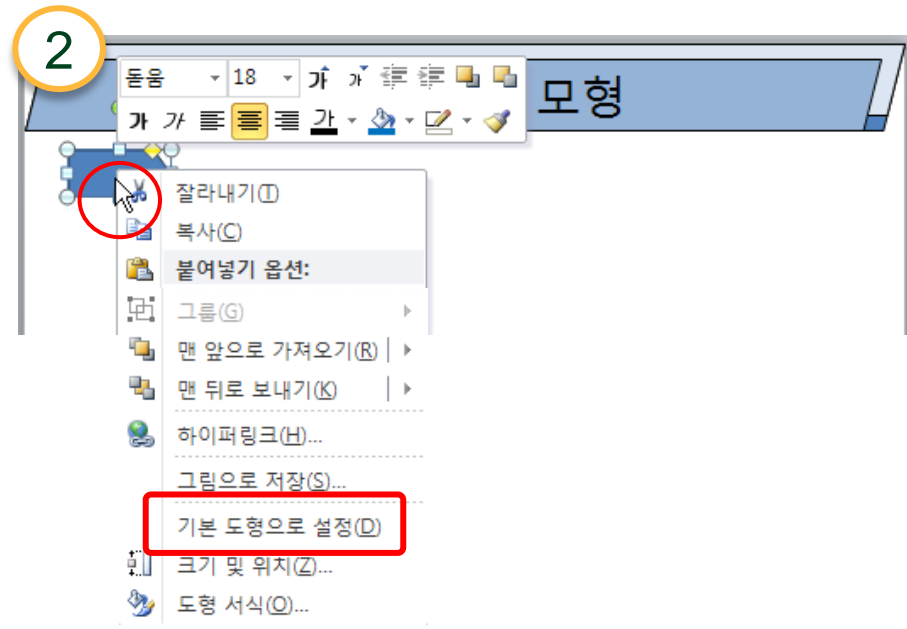 2
돋움 18 가 가
모형
가 가 가
잘라내기(T)
복사(C)
붙여넣기 옵션:
그룹(G)
맨 앞으로 가져오기(R)
맨 뒤로 보내기(K)
하이퍼링크(H)...
그림으로 저장(S)...
기본 도형으로 설정(D)
크기 및 위치(Z)...
도형 서식(O)...